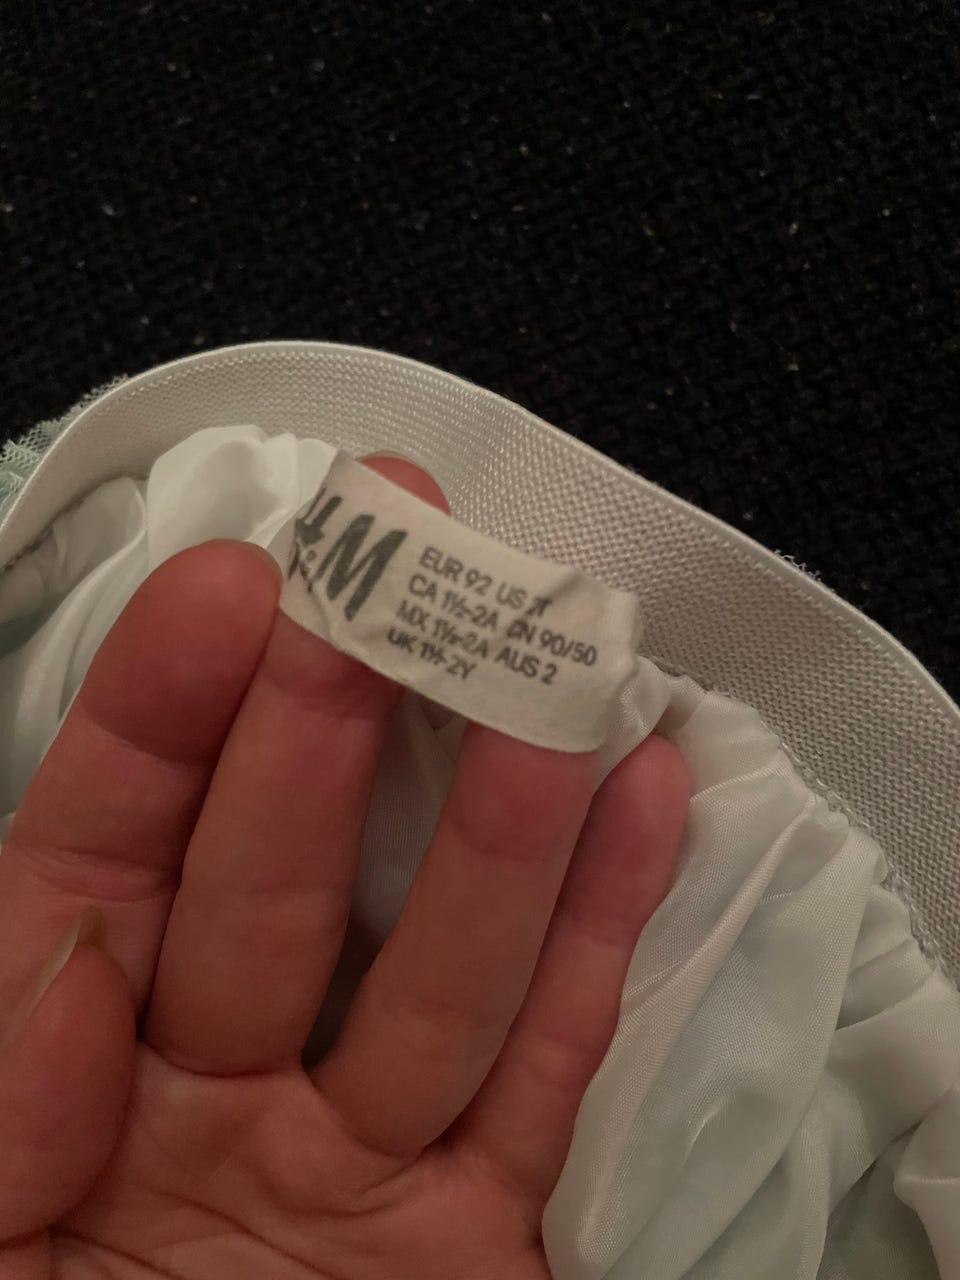 H&M
EUR 92 US 2T
CA 1½-2A CN 90/50
MX 1½-2A AUS 2
UK 1½-2Y